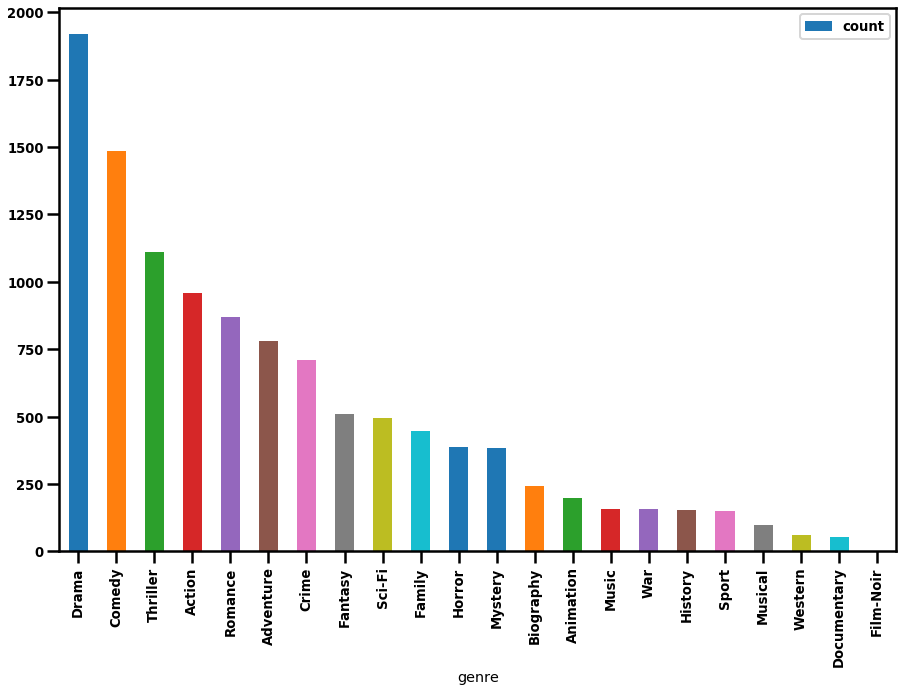 2000
1750
1500
1250
1000
750
500
250
0
count
Drama
Comedy
Thriller
Action
Romance
Adventure
Crime
Fantasy
Sci-Fi
Family
Horror
Mystery
Biography
Animation
Music
War
History
Sport
Musical
Western
Documentary
Film-Noir
genre